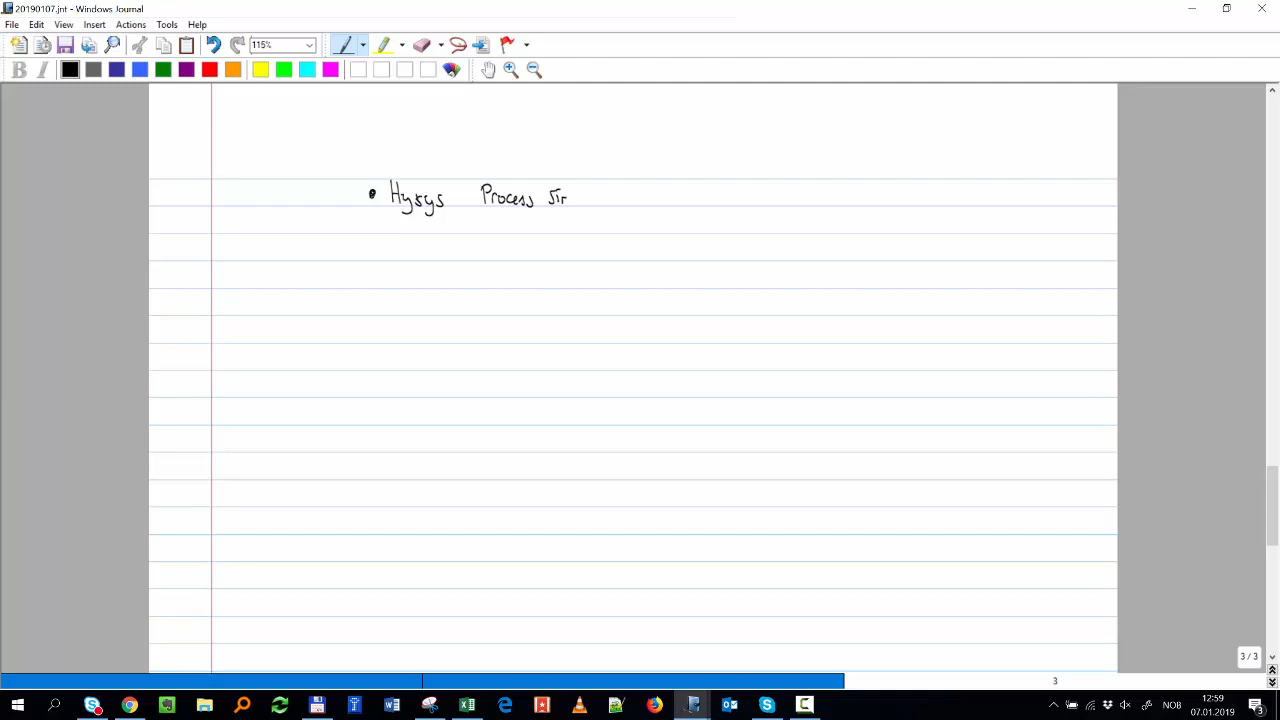 20190107.jnt - Windows Journal
File Edit View Insert Actions Tools Help
115%
B I
• Hysys Process
3 / 3
3
12:59
NOB
07.01.2019
3